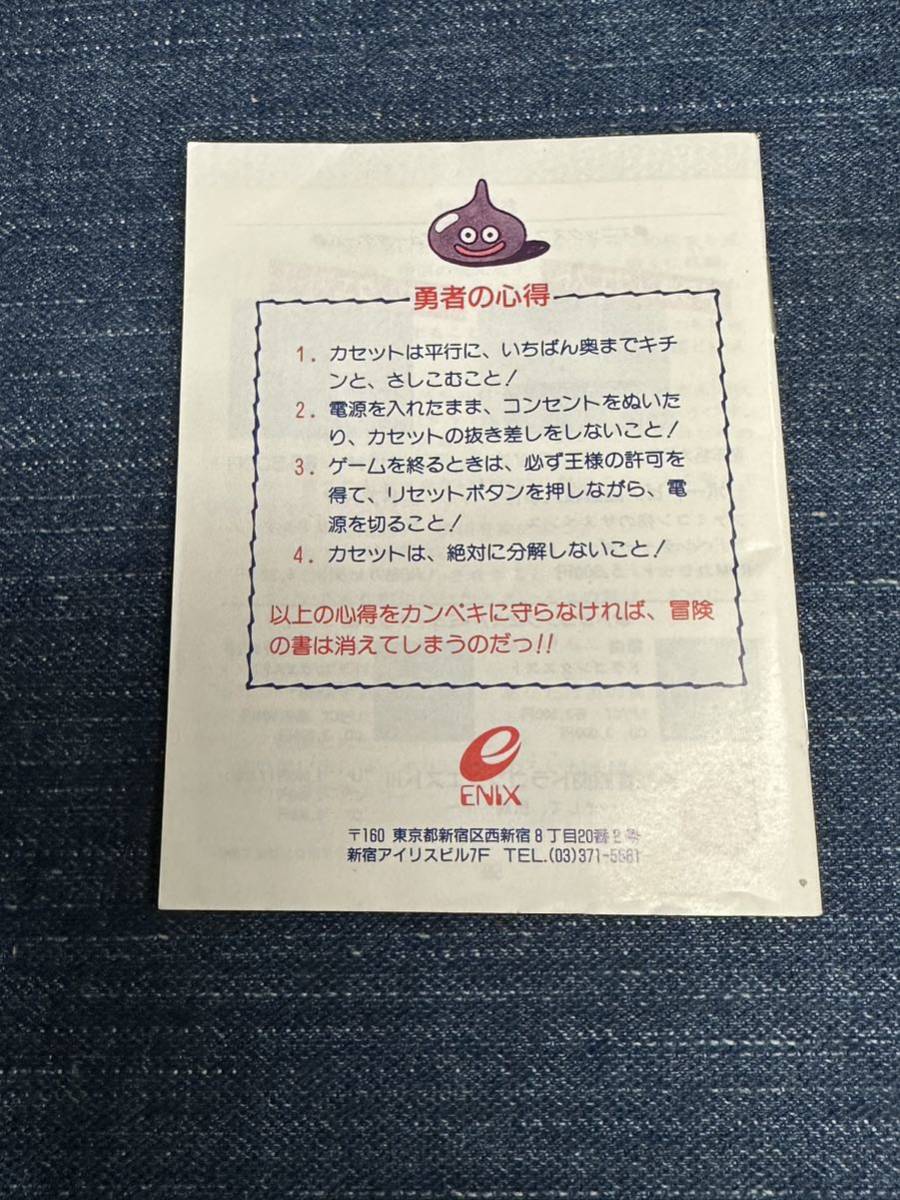 勇者の心得
1. カセットは平行に、いちばん奥までキチ
ンと、さしこむこと!
2. 電源を入れたまま、コンセントをぬいた
り、カセットの抜き差しをしないこと!
3. ゲームを終るときは、必ず王様の許可を
得て、リセットボタンを押しながら、電
源を切ること!
4. カセットは、絶対に分解しないこと!
以上の心得をカンペキに守らなければ、冒険
の書は消えてしまうのだっ!!
e
ENIX
〒160 東京都新宿区西新宿8丁目20番2号
新宿アイリスビル7F TEL.(03)371-5681